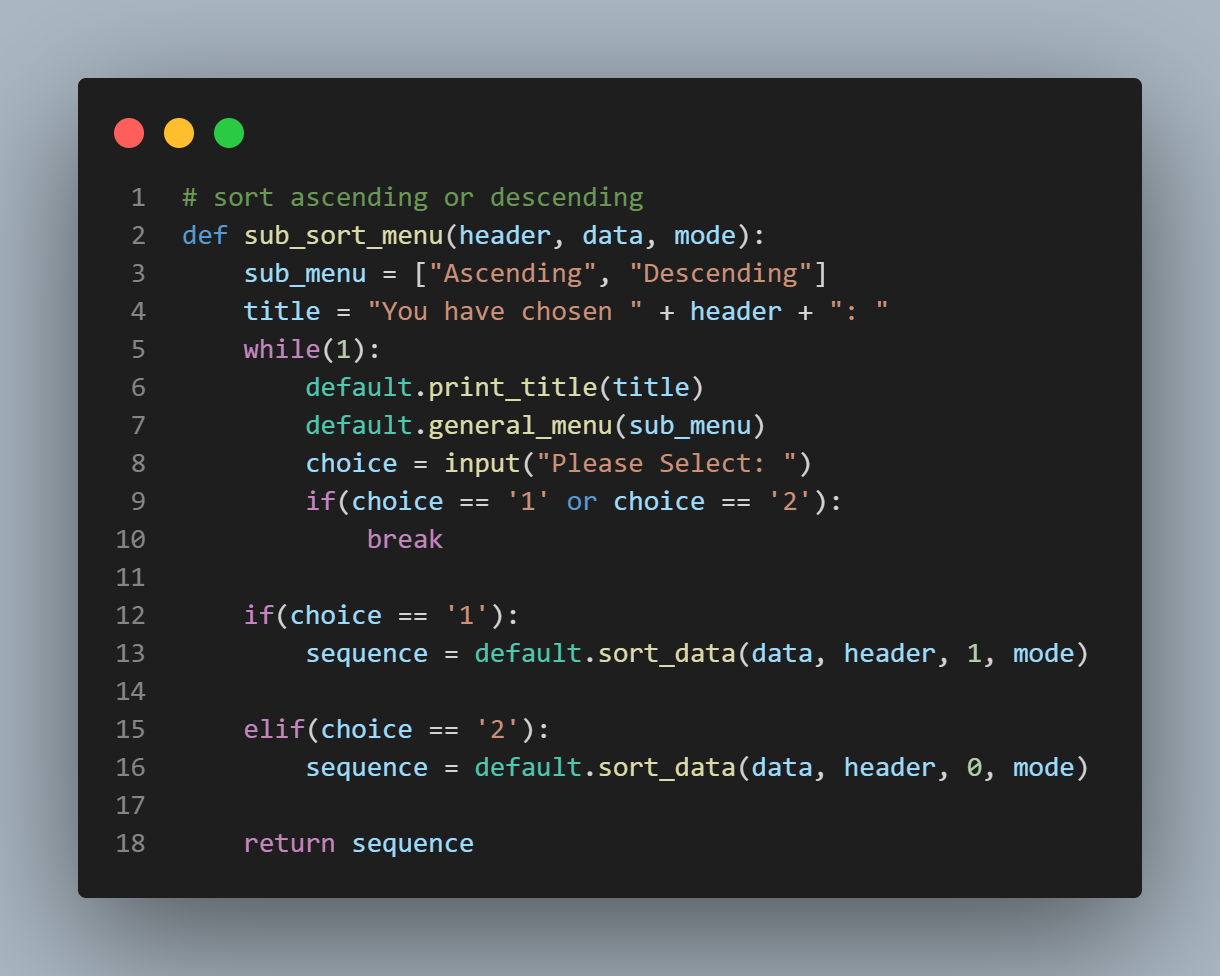 1 # sort ascending or descending
2 def sub_sort_menu(header, data, mode):
3     sub_menu = ["Ascending", "Descending"]
4     title = "You have chosen " + header + ": "
5     while(1):
6         default.print_title(title)
7         default.general_menu(sub_menu)
8         choice = input("Please Select: ")
9         if(choice == '1' or choice == '2'):
10             break
11
12     if(choice == '1'):
13         sequence = default.sort_data(data, header, 1, mode)
14
15     elif(choice == '2'):
16         sequence = default.sort_data(data, header, 0, mode)
17
18     return sequence